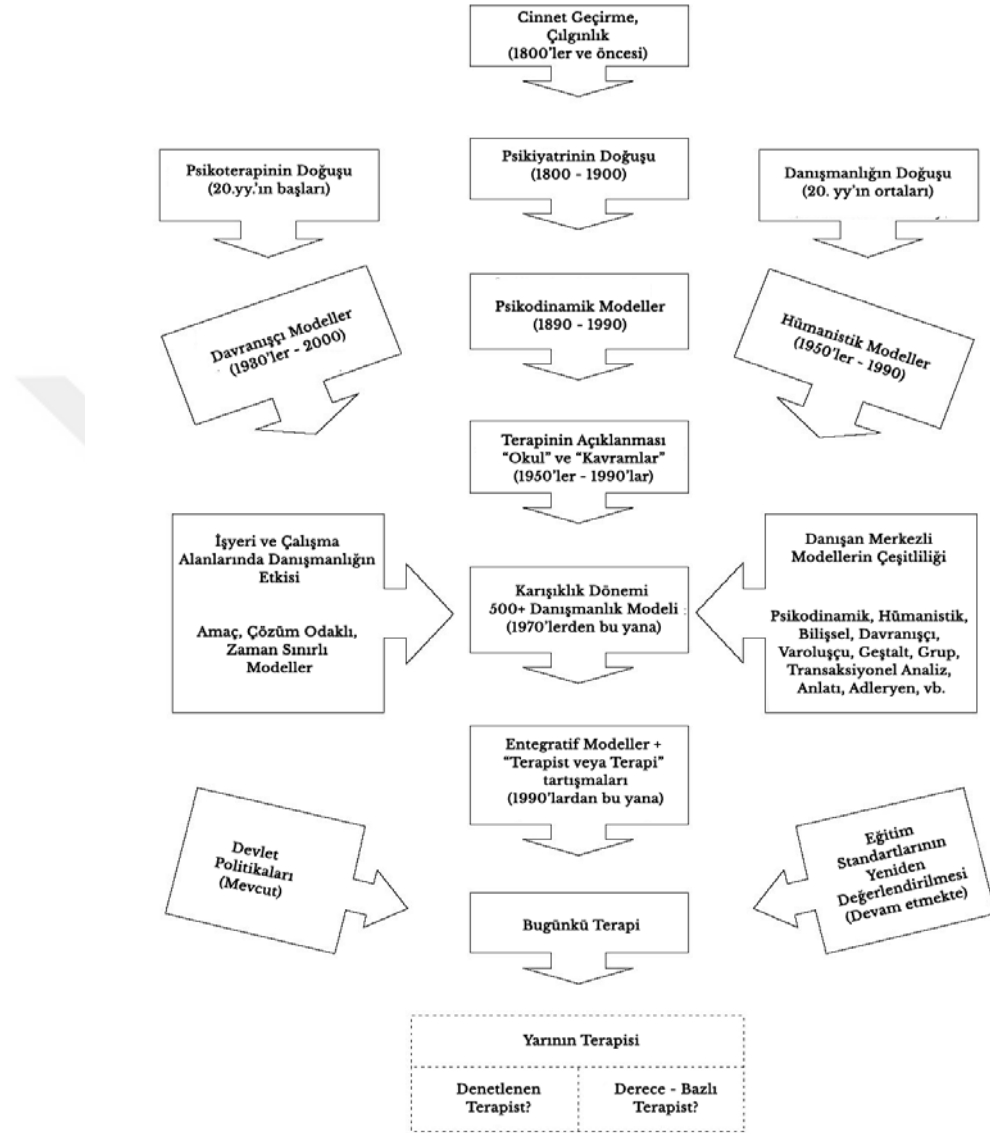 Cinnet Geçirme,
Çılgınlık
(1800'ler ve öncesi)
Psikoterapinin Doğuşu
(20.yy.'ın başları)
Psikiyatrinin Doğuşu
(1800 - 1900)
Danışmanlığın Doğuşu
(20. yy'ın ortaları)
Davranışçı Modeller
(1930'ler - 2000)
Psikodinamik Modeller
(1890 - 1990)
Hümanistik Modeller
(1950'ler - 1990)
Terapinin Açıklanması
"Okul" ve "Kavramlar"
(1950'ler - 1990'lar)
İşyeri ve Çalışma
Alanlarında Danışmanlığın
Etkisi
Amaç, Çözüm Odaklı,
Zaman Sınırlı
Modeller
Karışıklık Dönemi
500+ Danışmanlık Modeli
(1970'lerden bu yana)
Danışan Merkezli
Modellerin Çeşitliliği
Psikodinamik, Hümanistik,
Bilişsel, Davranışçı,
Varoluşçu, Geştalt, Grup,
Transaksiyonel Analiz,
Anlatı, Adleryen, vb.
Entegratif Modeller +
"Terapist veya Terapi"
tartışmaları
(1990'lardan bu yana)
Devlet
Politikaları
(Mevcut)
Eğitim
Standartlarının
Yeniden
Değerlendirilmesi
(Devam etmekte)
Bugünkü Terapi
Yarının Terapisi
Denetlenen
Terapist?
Derece - Bazlı
Terapist?